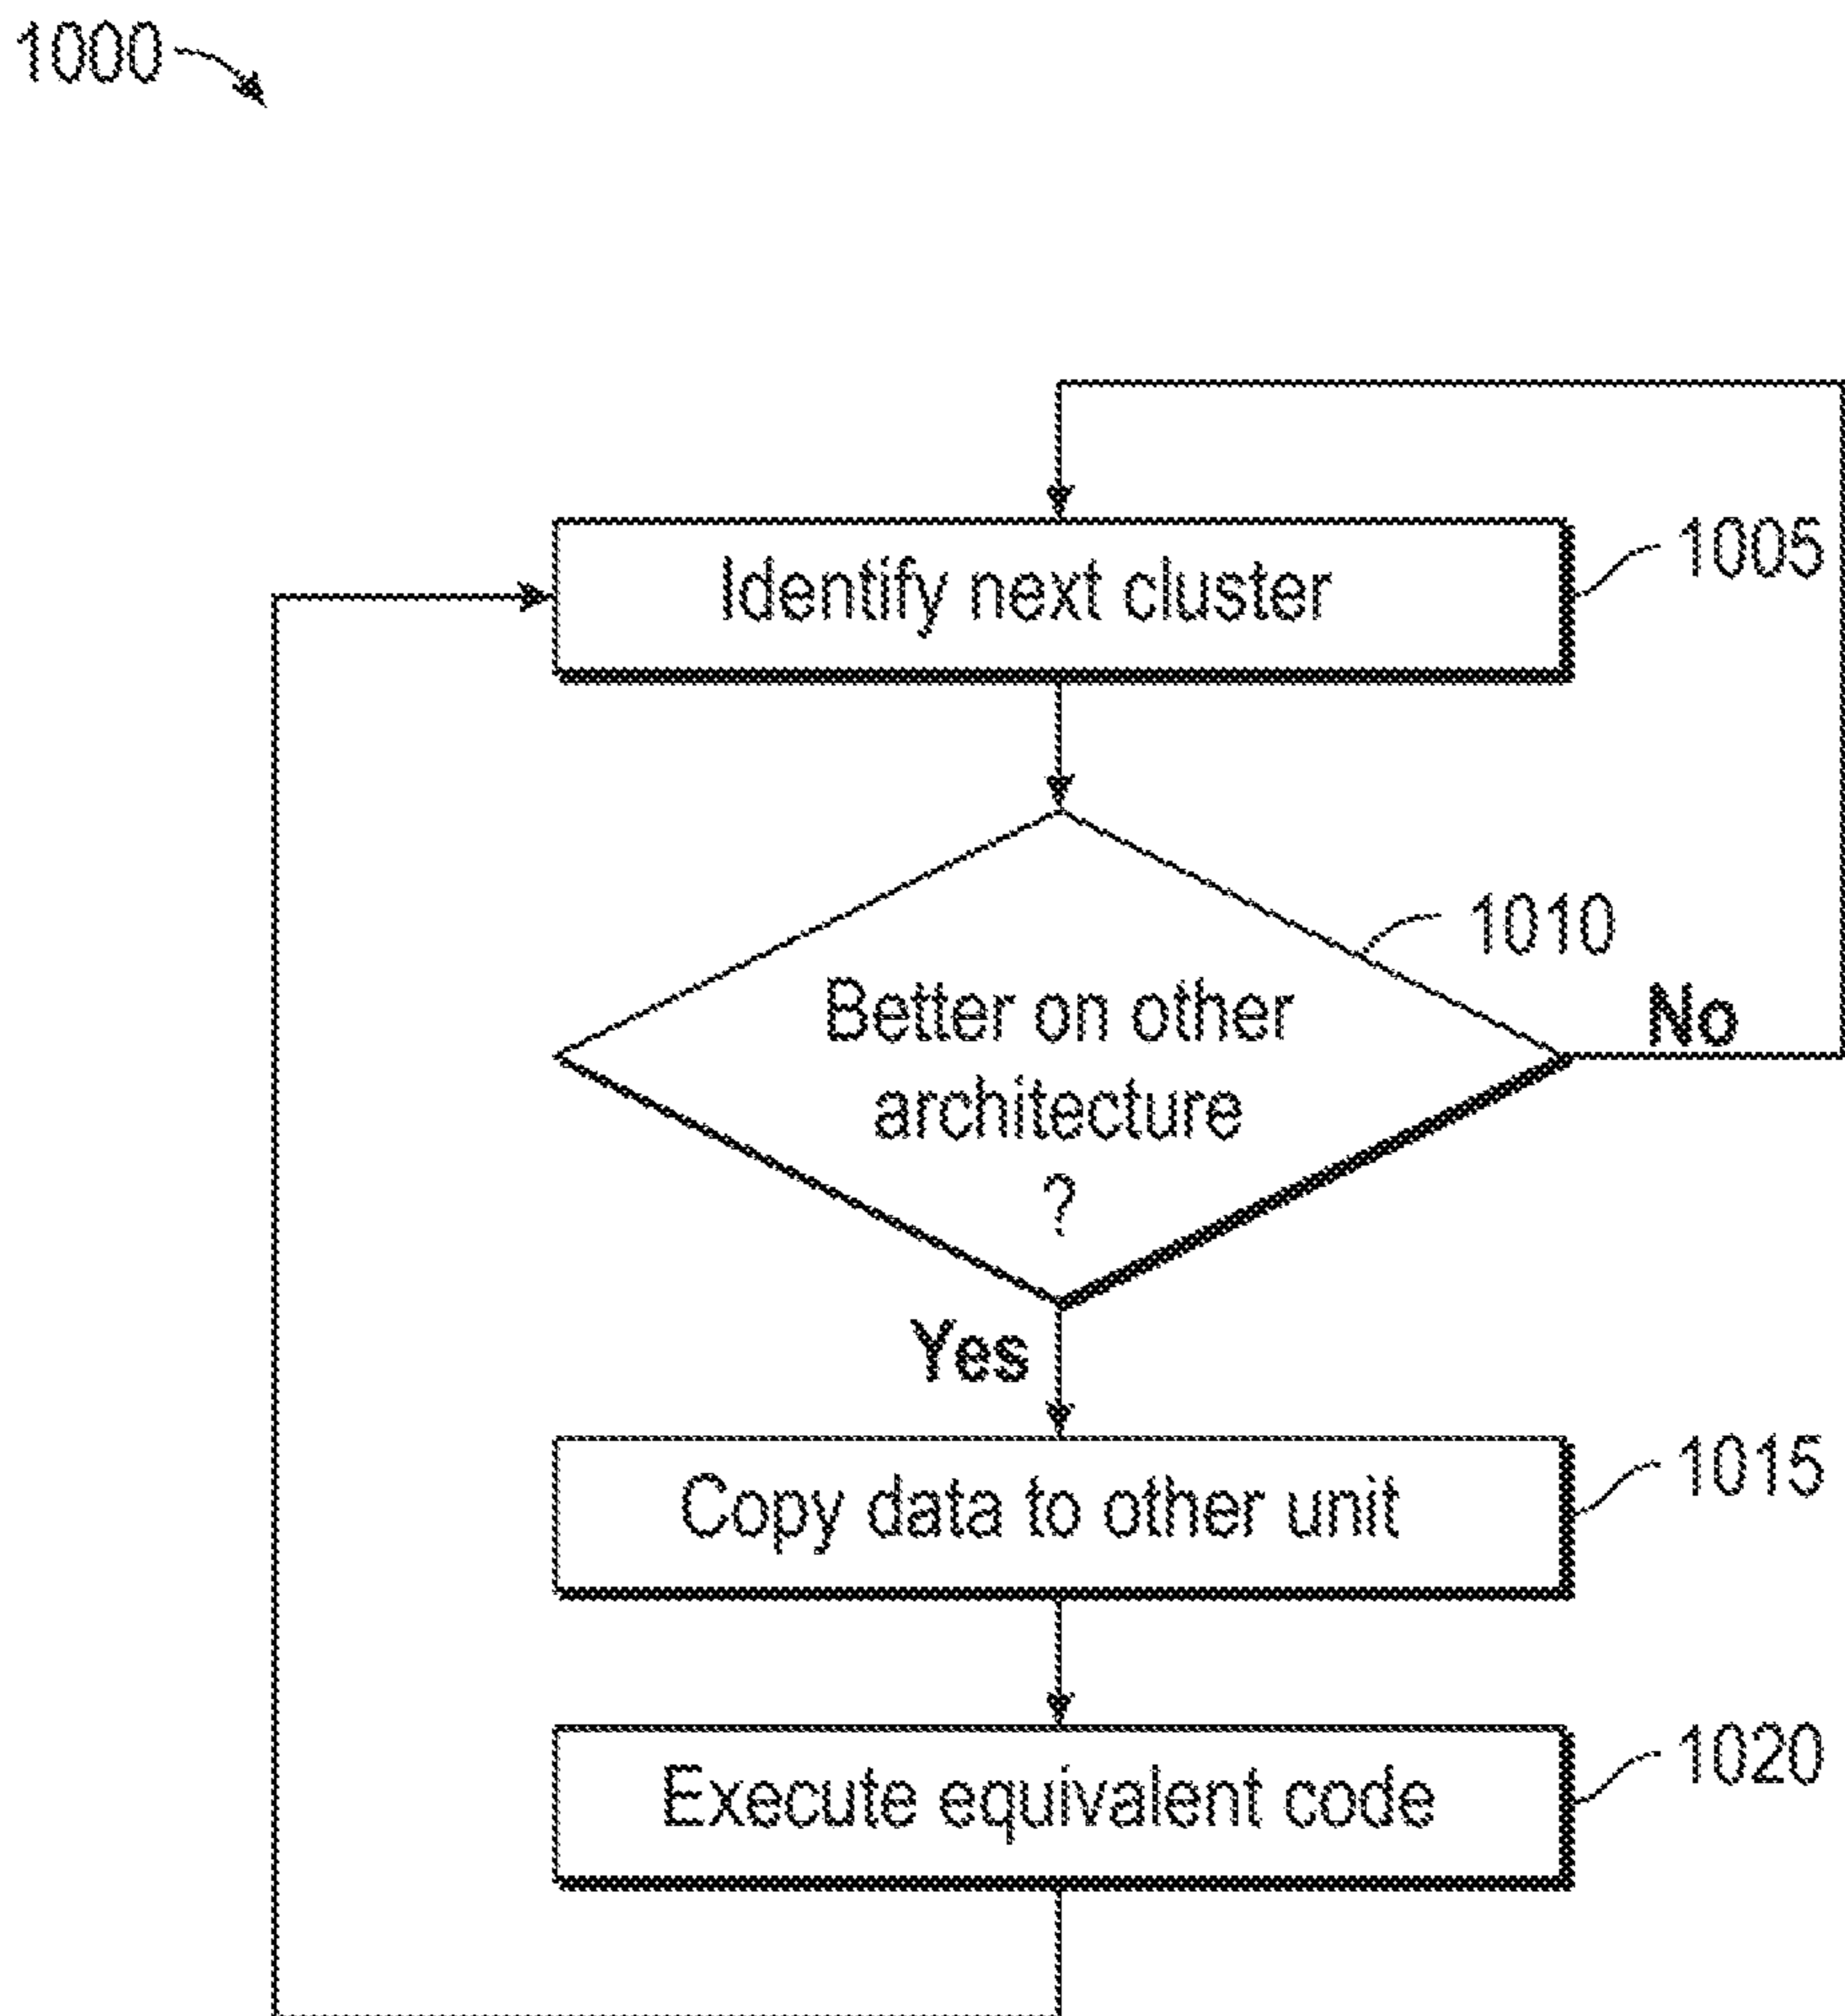 1000
Identify next cluster
1005
1010
Better on other
architecture
?
No
Yes
Copy data to other unit
1015
Execute equivalent code
1020